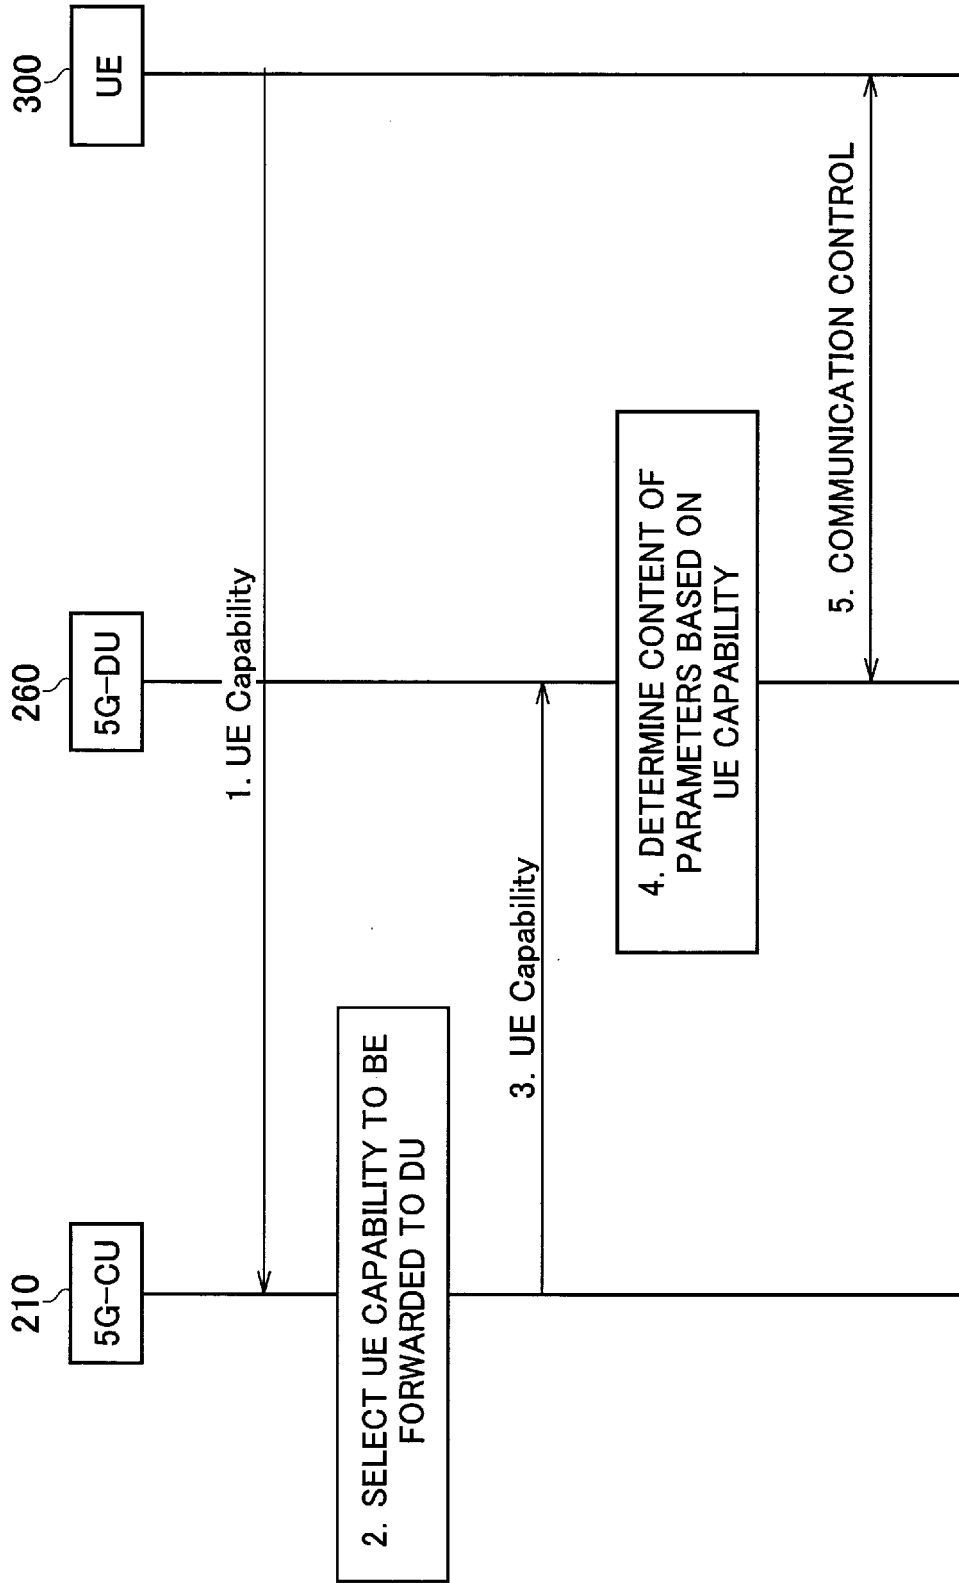 210
260
300
5G-CU
5G-DU
UE
1. UE Capability
2. SELECT UE CAPABILITY TO BE
FORWARDED TO DU
3. UE Capability
4. DETERMINE CONTENT OF
PARAMETERS BASED ON
UE CAPABILITY
5. COMMUNICATION CONTROL